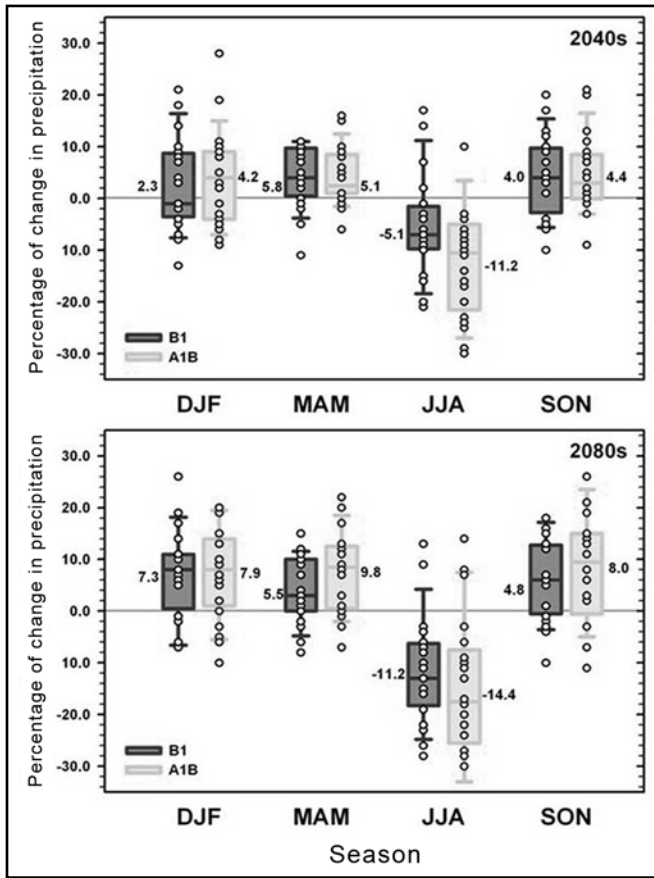 Percentage of change in precipitation
2040s
30.0
20.0
10.0
0.0
10.0
-20.0
-30.0
2.3
4.2
5.8
5.1
-5.1
-11.2
4.0
4.4
B1
A1B
DJF MAM JJA SON
Percentage of change in precipitation
2080s
30.0
20.0
10.0
0.0
10.0
-20.0
-30.0
7.3
7.9
5.5
9.8
-11.2
-14.4
4.8
8.0
B1
A1B
DJF MAM JJA SON
Season